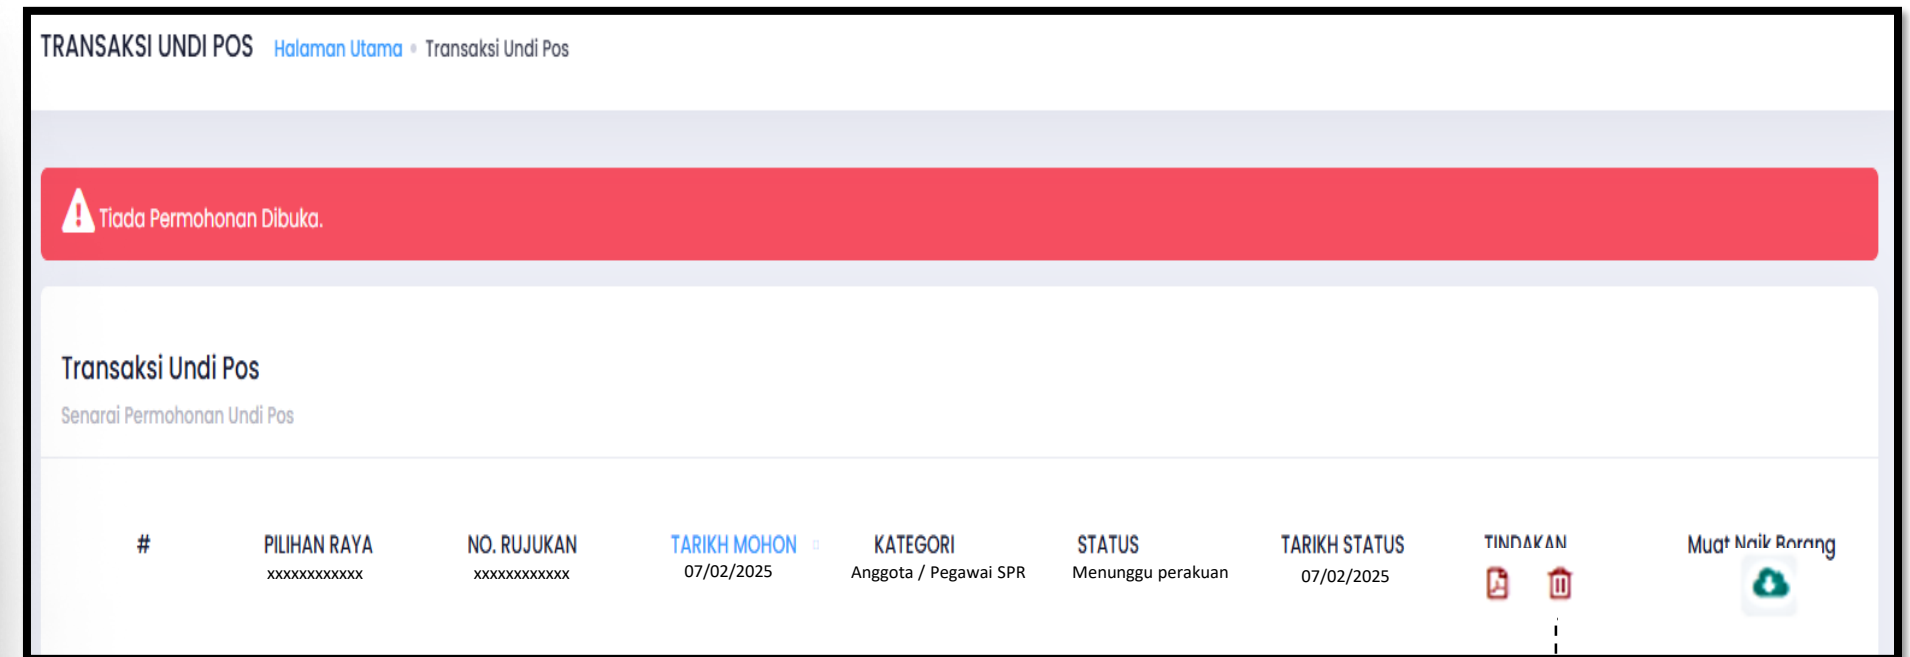 TRANSAKSI UNDI POS Halaman Utama • Transaksi Undi Pos
Tiada Permohonan Dibuka.
Transaksi Undi Pos
Senarai Permohonan Undi Pos
# PILIHAN RAYA NO. RUJUKAN TARIKH MOHON KATEGORI STATUS TARIKH STATUS TINDAKAN Muat Naik Borang
xxxxxxxxxxxx xxxxxxxxxxxx 07/02/2025 Anggota / Pegawai SPR Menunggu perakuan 07/02/2025